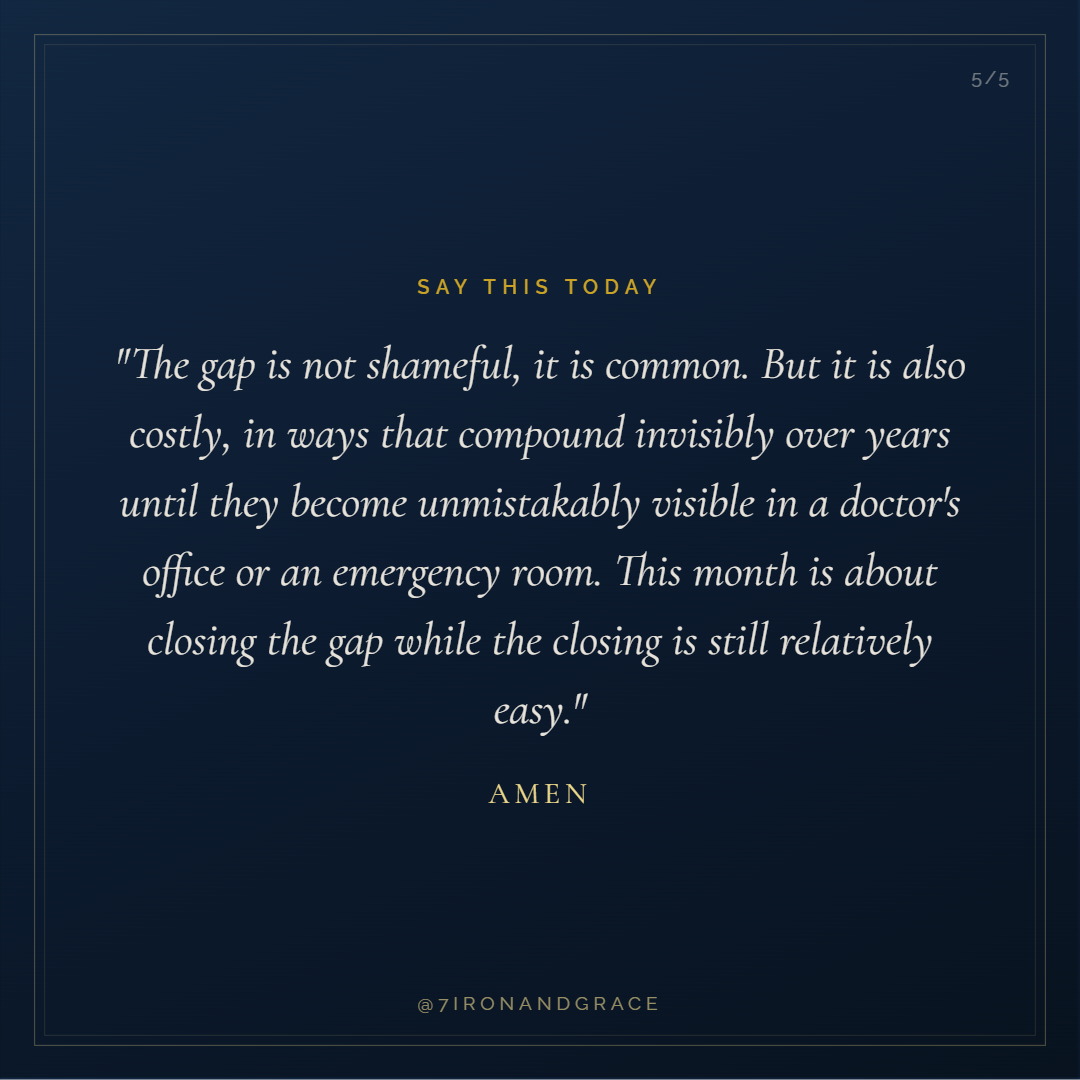 5/5
SAY THIS TODAY
"The gap is not shameful, it is common. But it is also
costly, in ways that compound invisibly over years
until they become unmistakably visible in a doctor's
office or an emergency room. This month is about
closing the gap while the closing is still relatively
easy."
AMEN
@7IRONANDGRACE